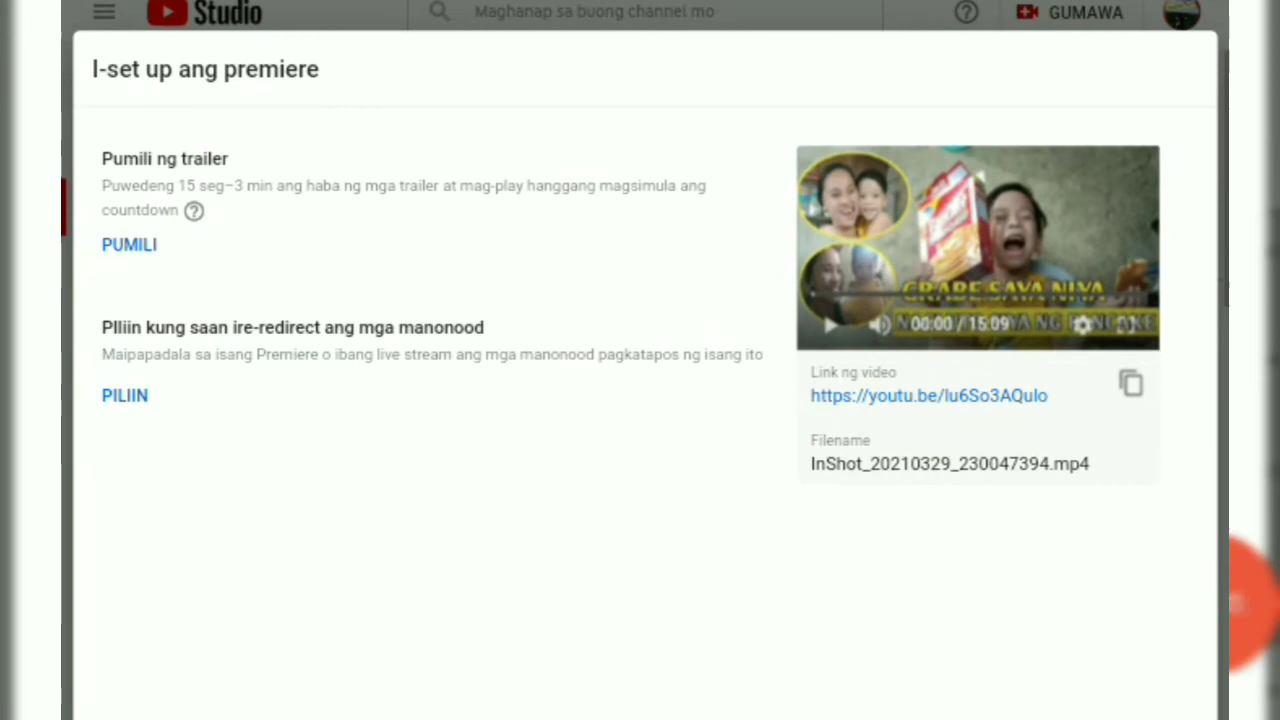 Studio
Maghanap sa buong channel mo
GUMAWA
I-set up ang premiere
Pumili ng trailer
Puwedeng 15 seg–3 min ang haba ng mga trailer at mag-play hanggang magsimula ang
countdown
PUMILI
PIliin kung saan ire-redirect ang mga manonood
Maipapadala sa isang Premiere o ibang live stream ang mga manonood pagkatapos ng isang ito
PILIIN
GRABE SAYA NIYA
00:00 / 15:09
Link ng video
https://youtu.be/lu6So3AQulo
Filename
InShot_20210329_230047394.mp4